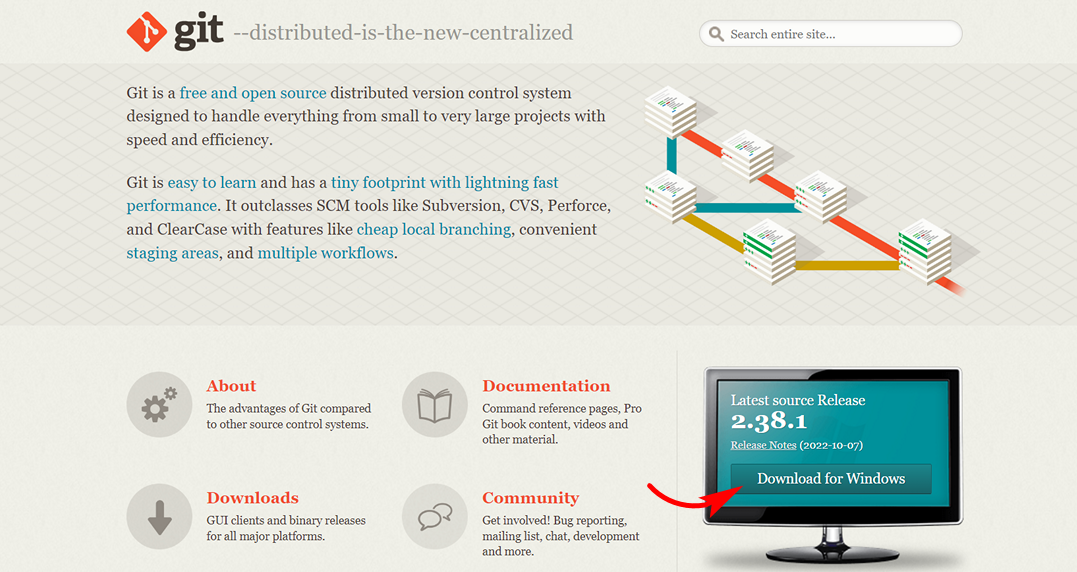 git --distributed-is-the-new-centralized
Search entire site...
Git is a free and open source distributed version control system
designed to handle everything from small to very large projects with
speed and efficiency.
Git is easy to learn and has a tiny footprint with lightning fast
performance. It outclasses SCM tools like Subversion, CVS, Perforce,
and ClearCase with features like cheap local branching, convenient
staging areas, and multiple workflows.
About
The advantages of Git compared
to other source control systems.
Documentation
Command reference pages, Pro
Git book content, videos and
other material.
Downloads
GUI clients and binary releases
for all major platforms.
Community
Get involved! Bug reporting,
mailing list, chat, development
and more.
Latest source Release
2.38.1
Release Notes (2022-10-07)
Download for Windows